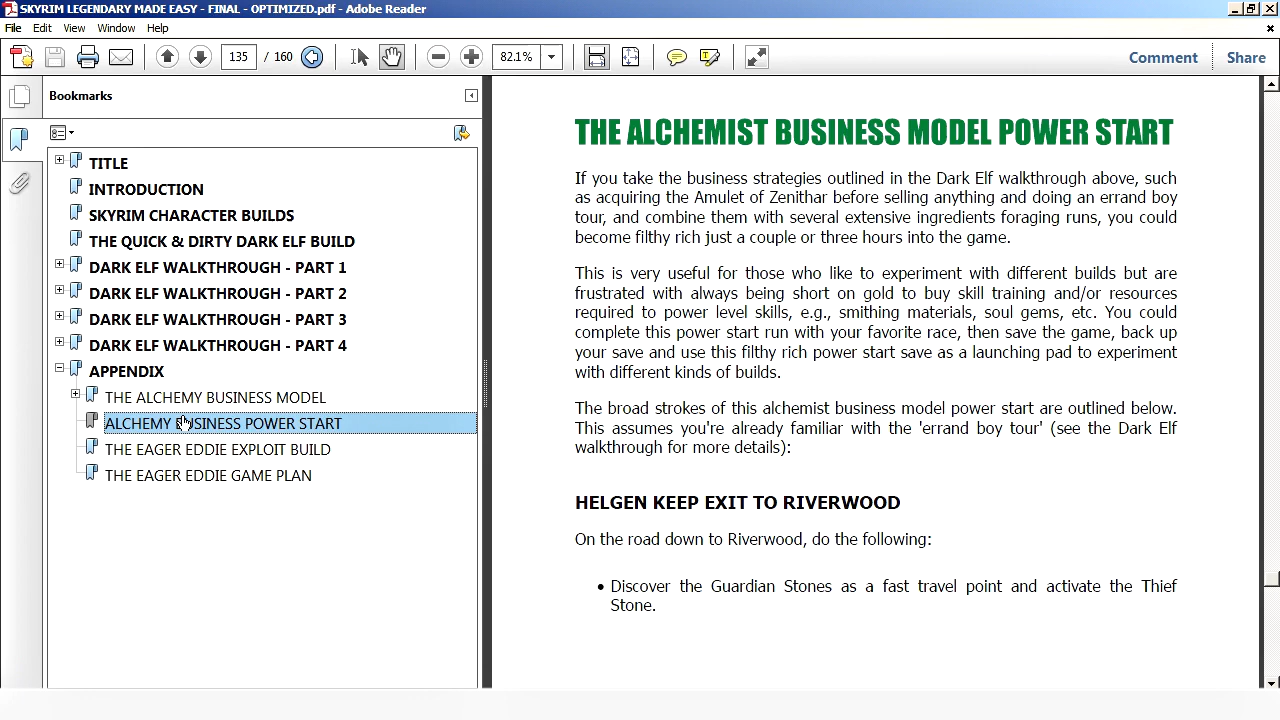 SKYRIM LEGENDARY MADE EASY - FINAL - OPTIMIZED.pdf - Adobe Reader
File Edit View Window Help
135 / 160 82.1% Comment Share
Bookmarks
TITLE
INTRODUCTION
SKYRIM CHARACTER BUILDS
THE QUICK & DIRTY DARK ELF BUILD
DARK ELF WALKTHROUGH - PART 1
DARK ELF WALKTHROUGH - PART 2
DARK ELF WALKTHROUGH - PART 3
DARK ELF WALKTHROUGH - PART 4
APPENDIX
THE ALCHEMY BUSINESS MODEL
ALCHEMY BUSINESS POWER START
THE EAGER EDDIE EXPLOIT BUILD
THE EAGER EDDIE GAME PLAN
THE ALCHEMIST BUSINESS MODEL POWER START
If you take the business strategies outlined in the Dark Elf walkthrough above, such
as acquiring the Amulet of Zenithar before selling anything and doing an errand boy
tour, and combine them with several extensive ingredients foraging runs, you could
become filthy rich just a couple or three hours into the game.
This is very useful for those who like to experiment with different builds but are
frustrated with always being short on gold to buy skill training and/or resources
required to power level skills, e.g., smithing materials, soul gems, etc. You could
complete this power start run with your favorite race, then save the game, back up
your save and use this filthy rich power start save as a launching pad to experiment
with different kinds of builds.
The broad strokes of this alchemist business model power start are outlined below.
This assumes you're already familiar with the 'errand boy tour' (see the Dark Elf
walkthrough for more details):
HELGEN KEEP EXIT TO RIVERWOOD
On the road down to Riverwood, do the following:
• Discover the Guardian Stones as a fast travel point and activate the Thief
Stone.